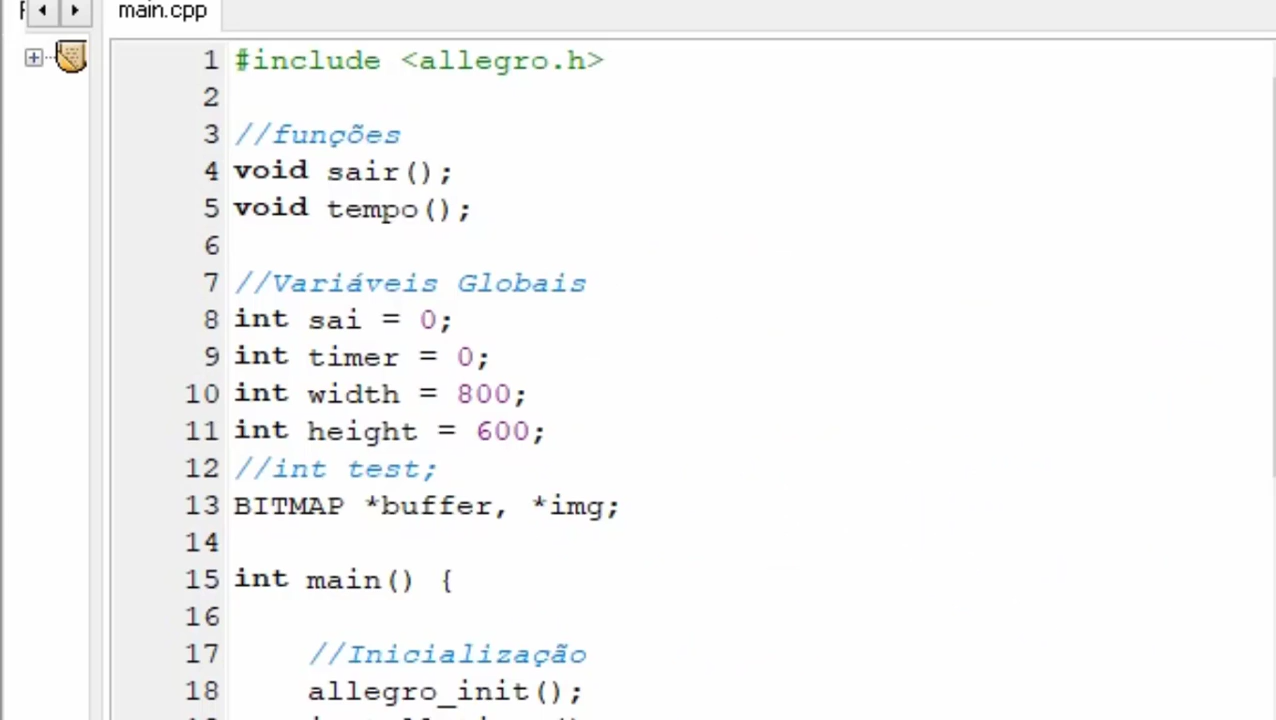 main.cpp
1 #include <allegro.h>
2
3 //funções
4 void sair();
5 void tempo();
6
7 //Variáveis Globais
8 int sai = 0;
9 int timer = 0;
10 int width = 800;
11 int height = 600;
12 //int test;
13 BITMAP *buffer, *img;
14
15 int main() {
16
17 //Inicialização
18 allegro_init();